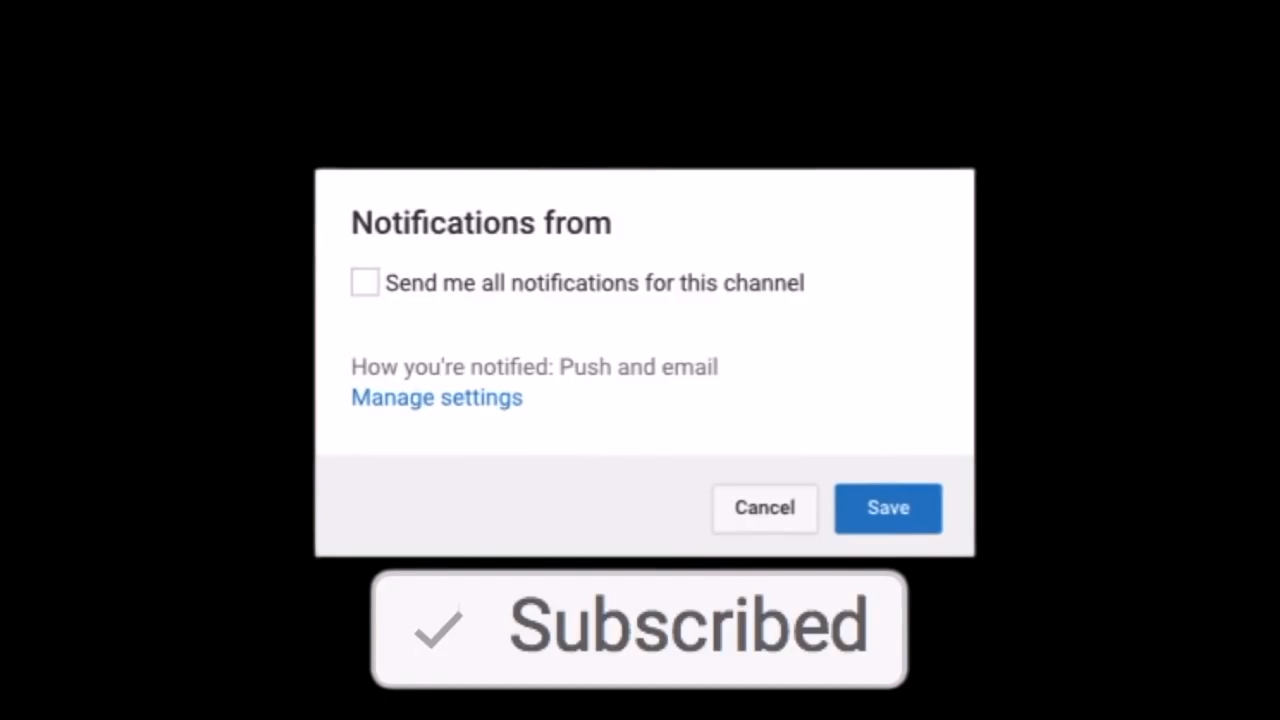 Notifications from
Send me all notifications for this channel
How you're notified: Push and email
Manage settings
Cancel
Save
Subscribed